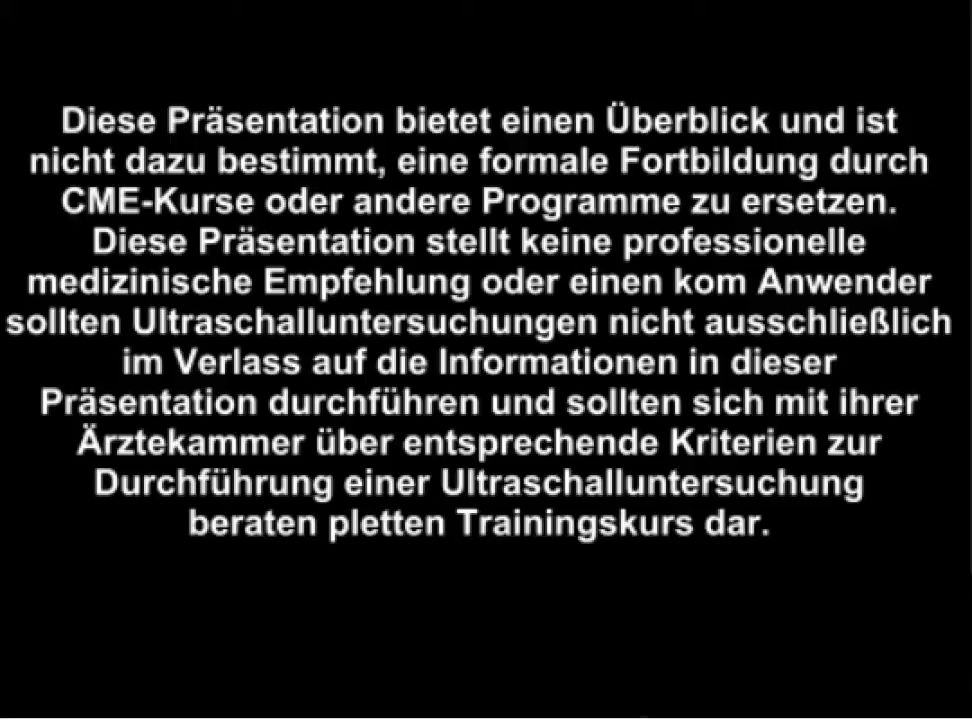 Diese Präsentation bietet einen Überblick und ist
nicht dazu bestimmt, eine formale Fortbildung durch
CME-Kurse oder andere Programme zu ersetzen.
Diese Präsentation stellt keine professionelle
medizinische Empfehlung oder einen kom Anwender
sollten Ultraschalluntersuchungen nicht ausschließlich
im Verlass auf die Informationen in dieser
Präsentation durchführen und sollten sich mit ihrer
Ärztekammer über entsprechende Kriterien zur
Durchführung einer Ultraschalluntersuchung
beraten pletten Trainingskurs dar.